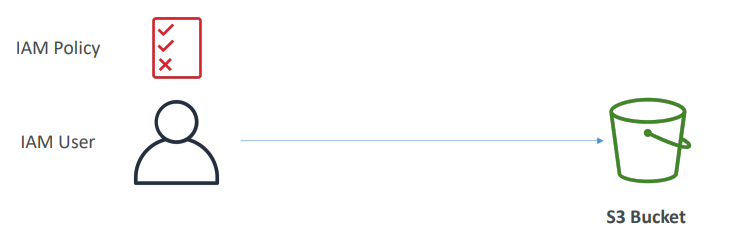 IAM Policy
IAM User
S3 Bucket